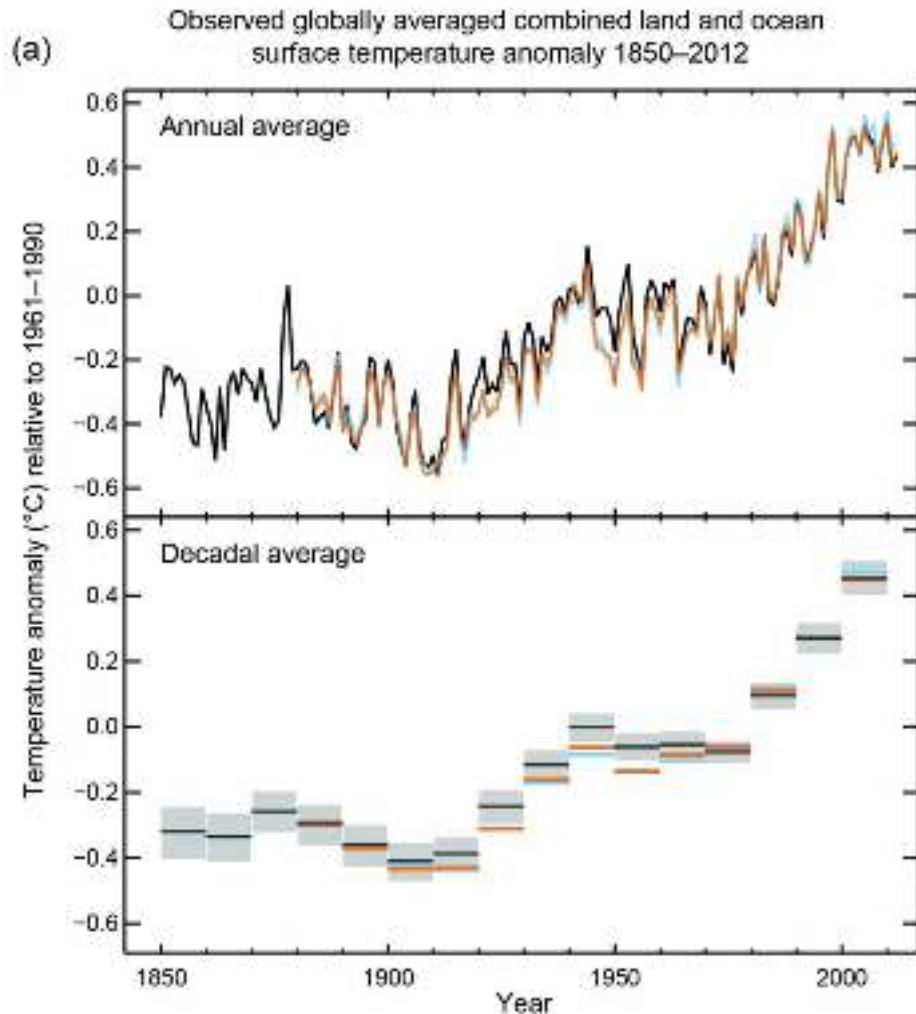 (a)
Observed globally averaged combined land and ocean
surface temperature anomaly 1850–2012
Temperature anomaly (°C) relative to 1961–1990
Annual average
0.6
0.4
0.2
0.0
−0.2
−0.4
−0.6
Decadal average
0.6
0.4
0.2
0.0
−0.2
−0.4
−0.6
1850
1900
1950
2000
Year